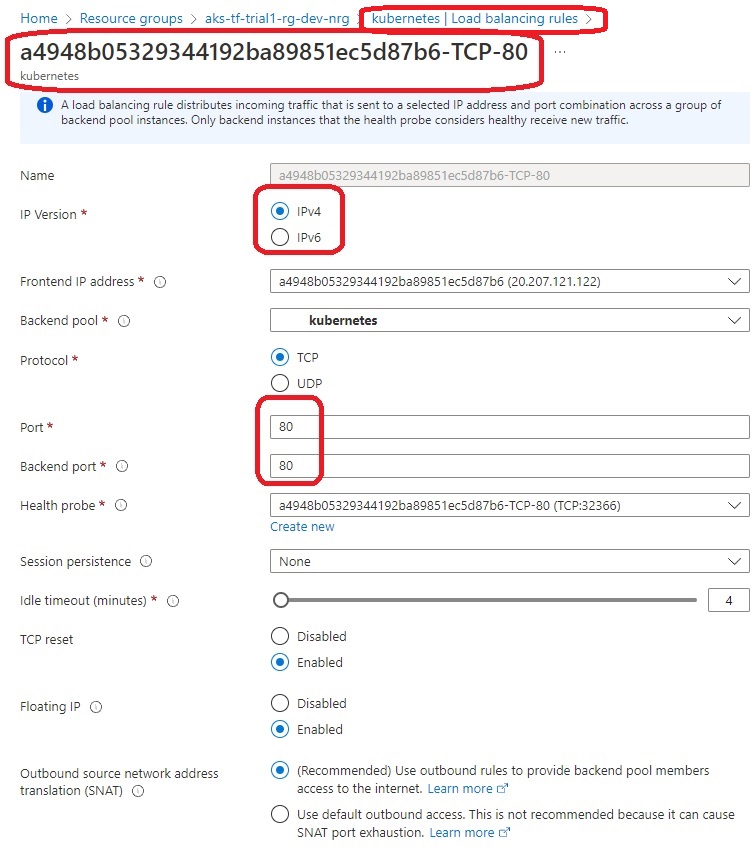 Home > Resource groups > aks-tf-trial1-rg-dev-nrg > kubernetes | Load balancing rules >
a4948b05329344192ba89851ec5d87b6-TCP-80 ...
kubernetes
A load balancing rule distributes incoming traffic that is sent to a selected IP address and port combination across a group of
backend pool instances. Only backend instances that the health probe considers healthy receive new traffic.
Name a4948b05329344192ba89851ec5d87b6-TCP-80
IP Version * IPv4
IPv6
Frontend IP address * a4948b05329344192ba89851ec5d87b6 (20.207.121.122)
Backend pool * kubernetes
Protocol * TCP
UDP
Port * 80
Backend port * 80
Health probe * a4948b05329344192ba89851ec5d87b6-TCP-80 (TCP:32366)
Create new
Session persistence None
Idle timeout (minutes) * 4
TCP reset Disabled
Enabled
Floating IP Disabled
Enabled
Outbound source network address
translation (SNAT)
(Recommended) Use outbound rules to provide backend pool members
access to the internet. Learn more
Use default outbound access. This is not recommended because it can cause
SNAT port exhaustion. Learn more